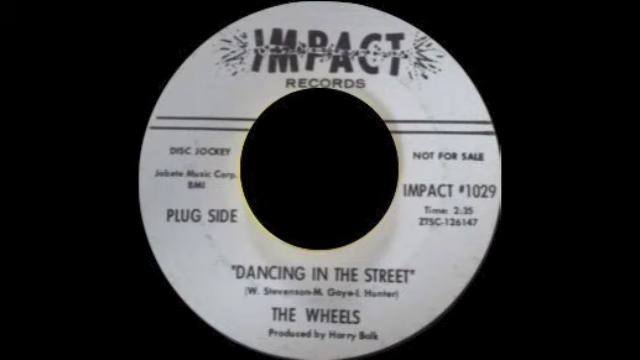 IMPACT
RECORDS
DISC JOCKEY
NOT FOR SALE
Jobete Music Corp.
BMI
IMPACT #1029
PLUG SIDE
Time: 2:35
ZTSC-126147
"DANCING IN THE STREET"
(W. Stevenson-M. Gaye-I. Hunter)
THE WHEELS
Produced by Harry Balk